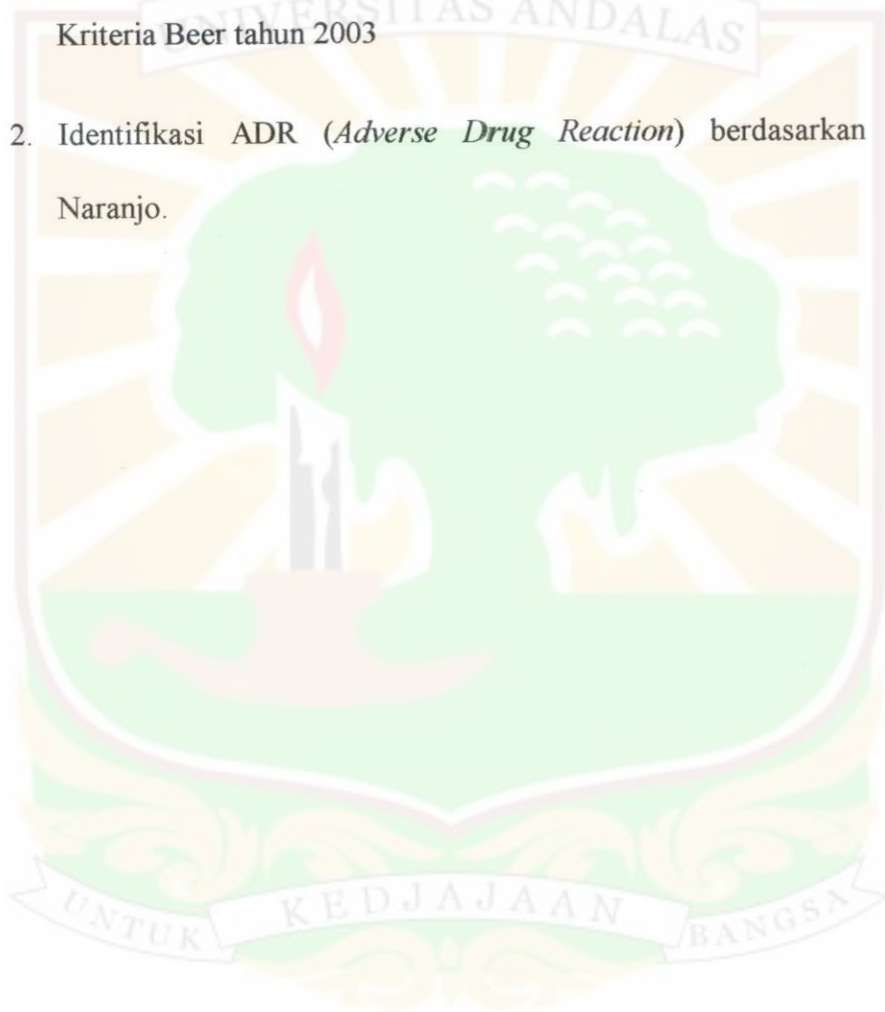 UNIVERSITAS ANDALAS
Kriteria Beer tahun 2003
2. Identifikasi ADR (Adverse Drug Reaction) berdasarkan
Naranjo.
UNTUK KEDJAJAAN BANGSA